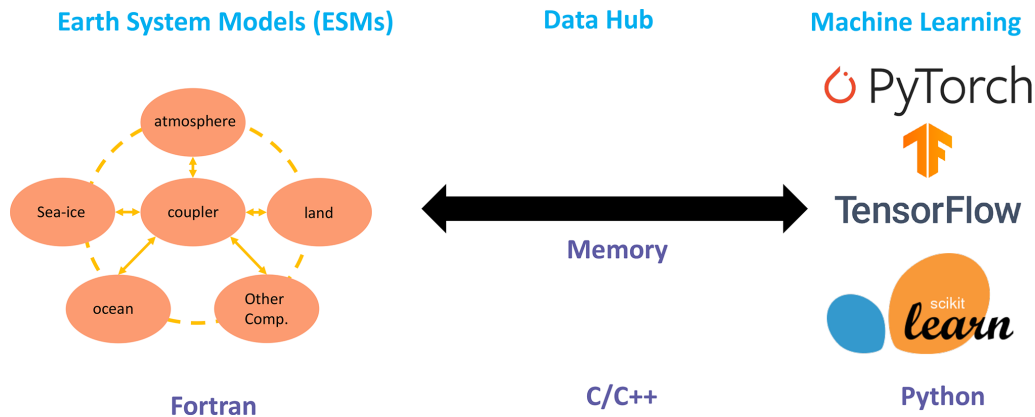 Earth System Models (ESMs)
Data Hub
Machine Learning
atmosphere
Sea-ice
coupler
land
ocean
Other
Comp.
Fortran
Memory
C/C++
PyTorch
TF
TensorFlow
scikit
learn
Python